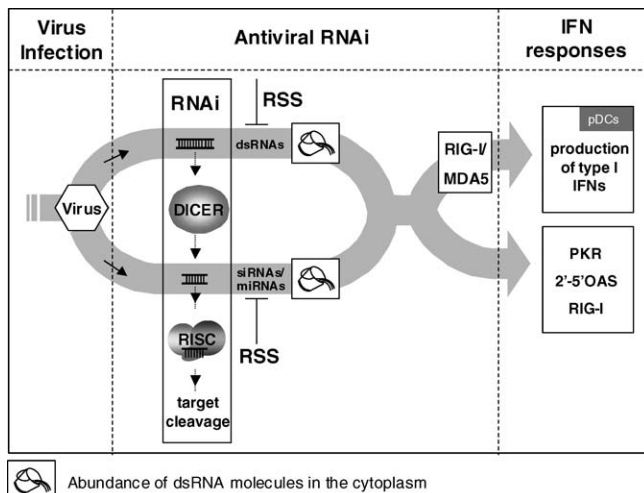 Virus
Infection
Antiviral RNAi
IFN
responses
RNAi
RSS
dsRNAs
Virus
DICER
siRNAs/
miRNAs
RISC
RSS
target
cleavage
RIG-I/
MDA5
pDCs
production
of type I
IFNs
PKR
2'-5'OAS
RIG-I
Abundance of dsRNA molecules in the cytoplasm